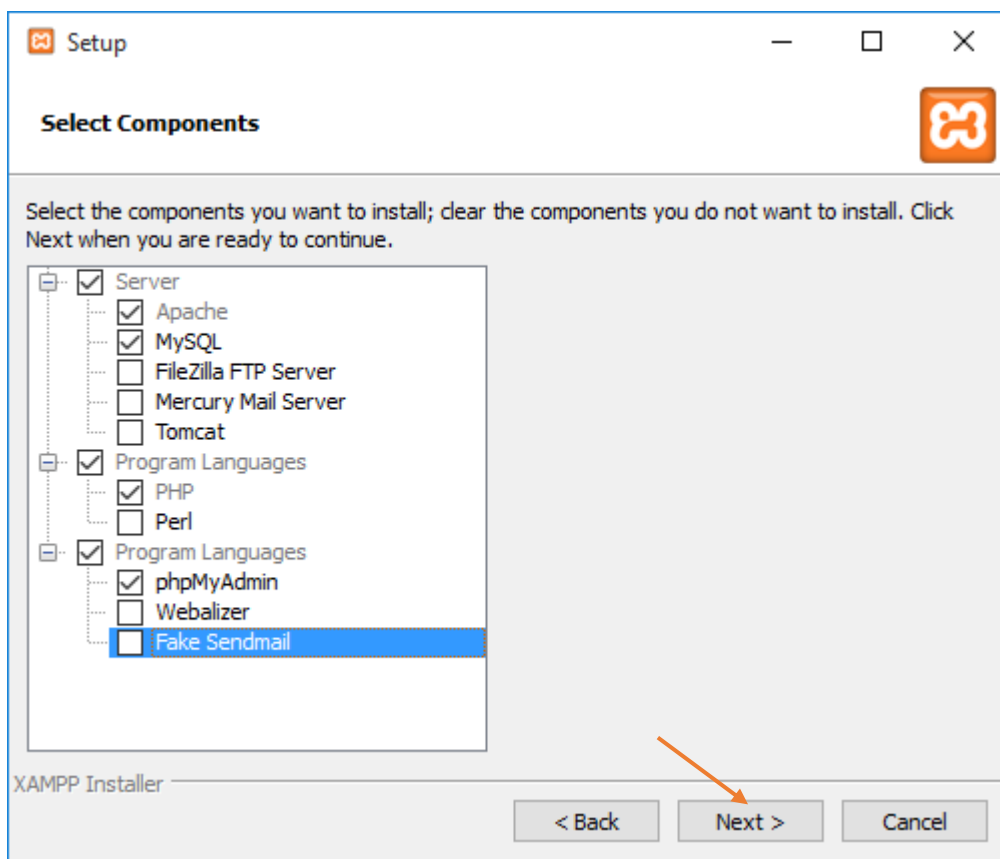 Setup
Select Components
Select the components you want to install; clear the components you do not want to install. Click
Next when you are ready to continue.
Server
Apache
MySQL
FileZilla FTP Server
Mercury Mail Server
Tomcat
Program Languages
PHP
Perl
Program Languages
phpMyAdmin
Webalizer
Fake Sendmail
XAMPP Installer
< Back
Next >
Cancel